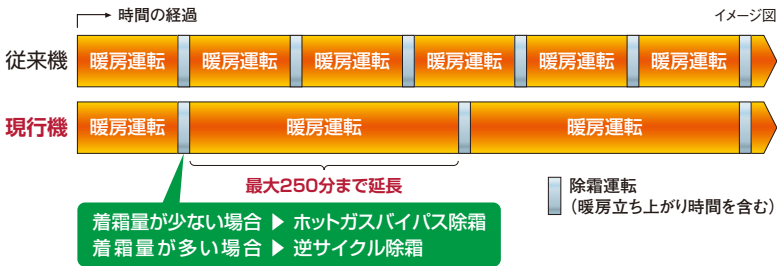 時間の経過
イメージ図
従来機
暖房運転 暖房運転 暖房運転 暖房運転 暖房運転 暖房運転
現行機
暖房運転 暖房運転 暖房運転
最大250分まで延長
除霜運転
(暖房立ち上がり時間を含む)
着霜量が少ない場合 ▶ ホットガスバイパス除霜
着霜量が多い場合 ▶ 逆サイクル除霜